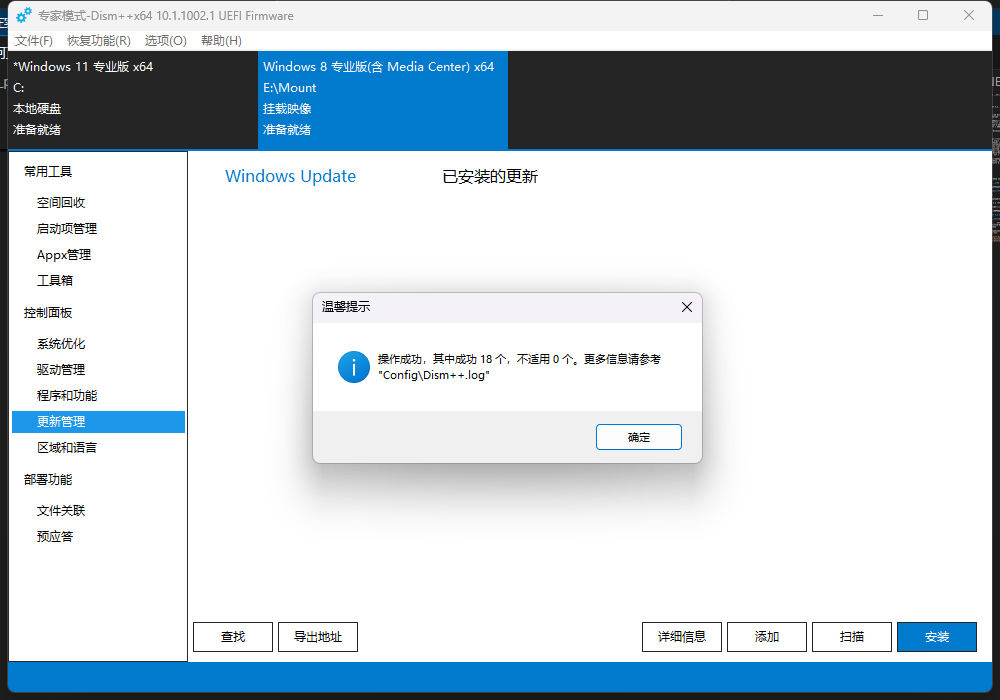 专家模式-Dism++x64 10.1.1002.1 UEFI Firmware
文件(F) 恢复功能(R) 选项(O) 帮助(H)
*Windows 11 专业版 x64
C:
本地硬盘
准备就绪
Windows 8 专业版(含 Media Center) x64
E:\Mount
挂载映像
准备就绪
常用工具
空间回收
启动项管理
Appx管理
工具箱
控制面板
系统优化
驱动管理
程序和功能
更新管理
区域和语言
部署功能
文件关联
预应答
Windows Update 已安装的更新
温馨提示
操作成功，其中成功 18 个，不适用 0 个。更多信息请参考
"Config\Dism++.log"
确定
查找 导出地址 详细信息 添加 扫描 安装